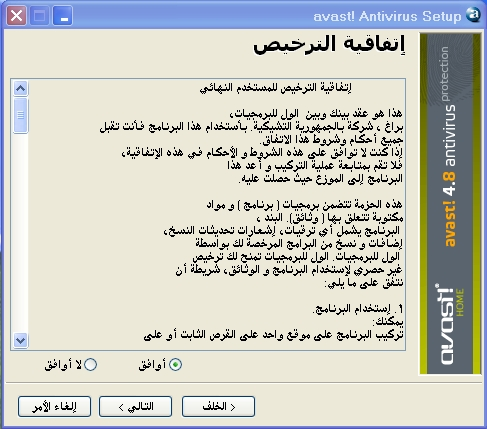 avast! Antivirus Setup
إتفاقية الترخيص
إتفاقية الترخيص للمستخدم النهائي
هذا هو عقد بينك وبين الول للبرمجيات،
براغ ، شركة بالجمهورية التشيكية. بأستخدام هذا البرنامج فأنت تقبل
جميع أحكام وشروط هذا الاتفاق.
إذا كنت لا توافق على هذه الشروط و الأحكام في هذه الإتفاقية،
فلا تقم بمتابعة عملية التركيب و أعد هذا
البرنامج إلى الموزع حيث حصلت عليه.
هذه الحزمة تتضمن برمجيات ( برنامج ) و مواد
مكتوبة تتعلق بها ( وثائق). البند ،
البرنامج يشمل أي ترقيات، إشعارات تحديثات النسخ،
إضافات و نسخ من البرامج المرخصة لك بواسطة
الول للبرمجيات. الول للبرمجيات تمنح لك ترخيص
غير حصري لإستخدام البرنامج و الوثائق، شريطة أن
نتفق على ما يلي:
١. إستخدام البرنامج.
يمكنك:
تركيب البرنامج على موقع واحد على القرص الثابت أو على
avast! 4.8 antivirus protection
avast! HOME
أوافق
لا أوافق
< الخلف
التالي >
إلغاء الأمر